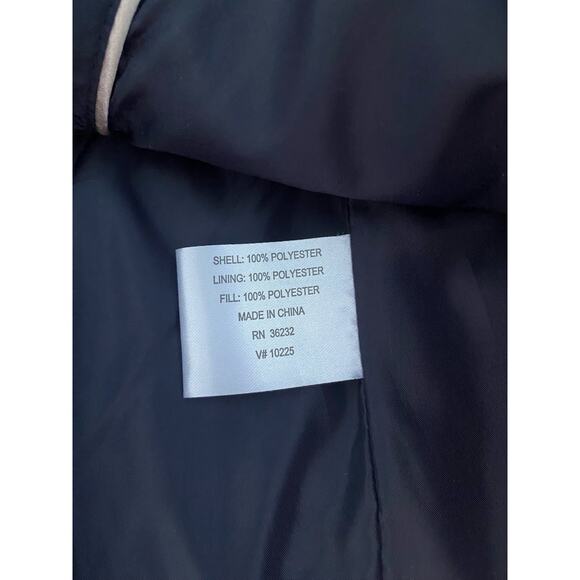 SHELL: 100% POLYESTER
LINING: 100% POLYESTER
FILL: 100% POLYESTER
MADE IN CHINA
RN 36232
V# 10225